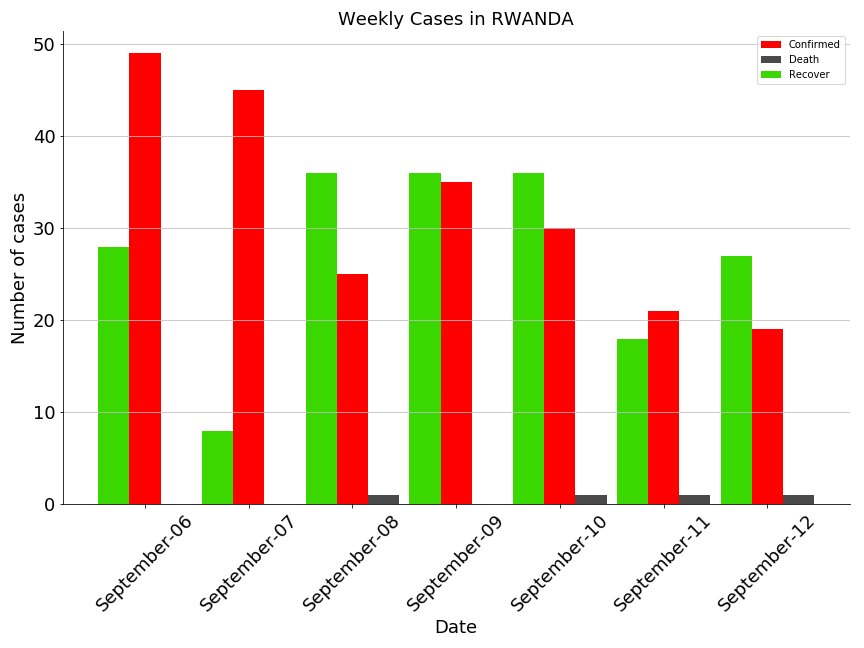 Weekly Cases in RWANDA
Confirmed
Death
Recover
Number of cases
50
40
30
20
10
0
September-06
September-07
September-08
September-09
September-10
September-11
September-12
Date